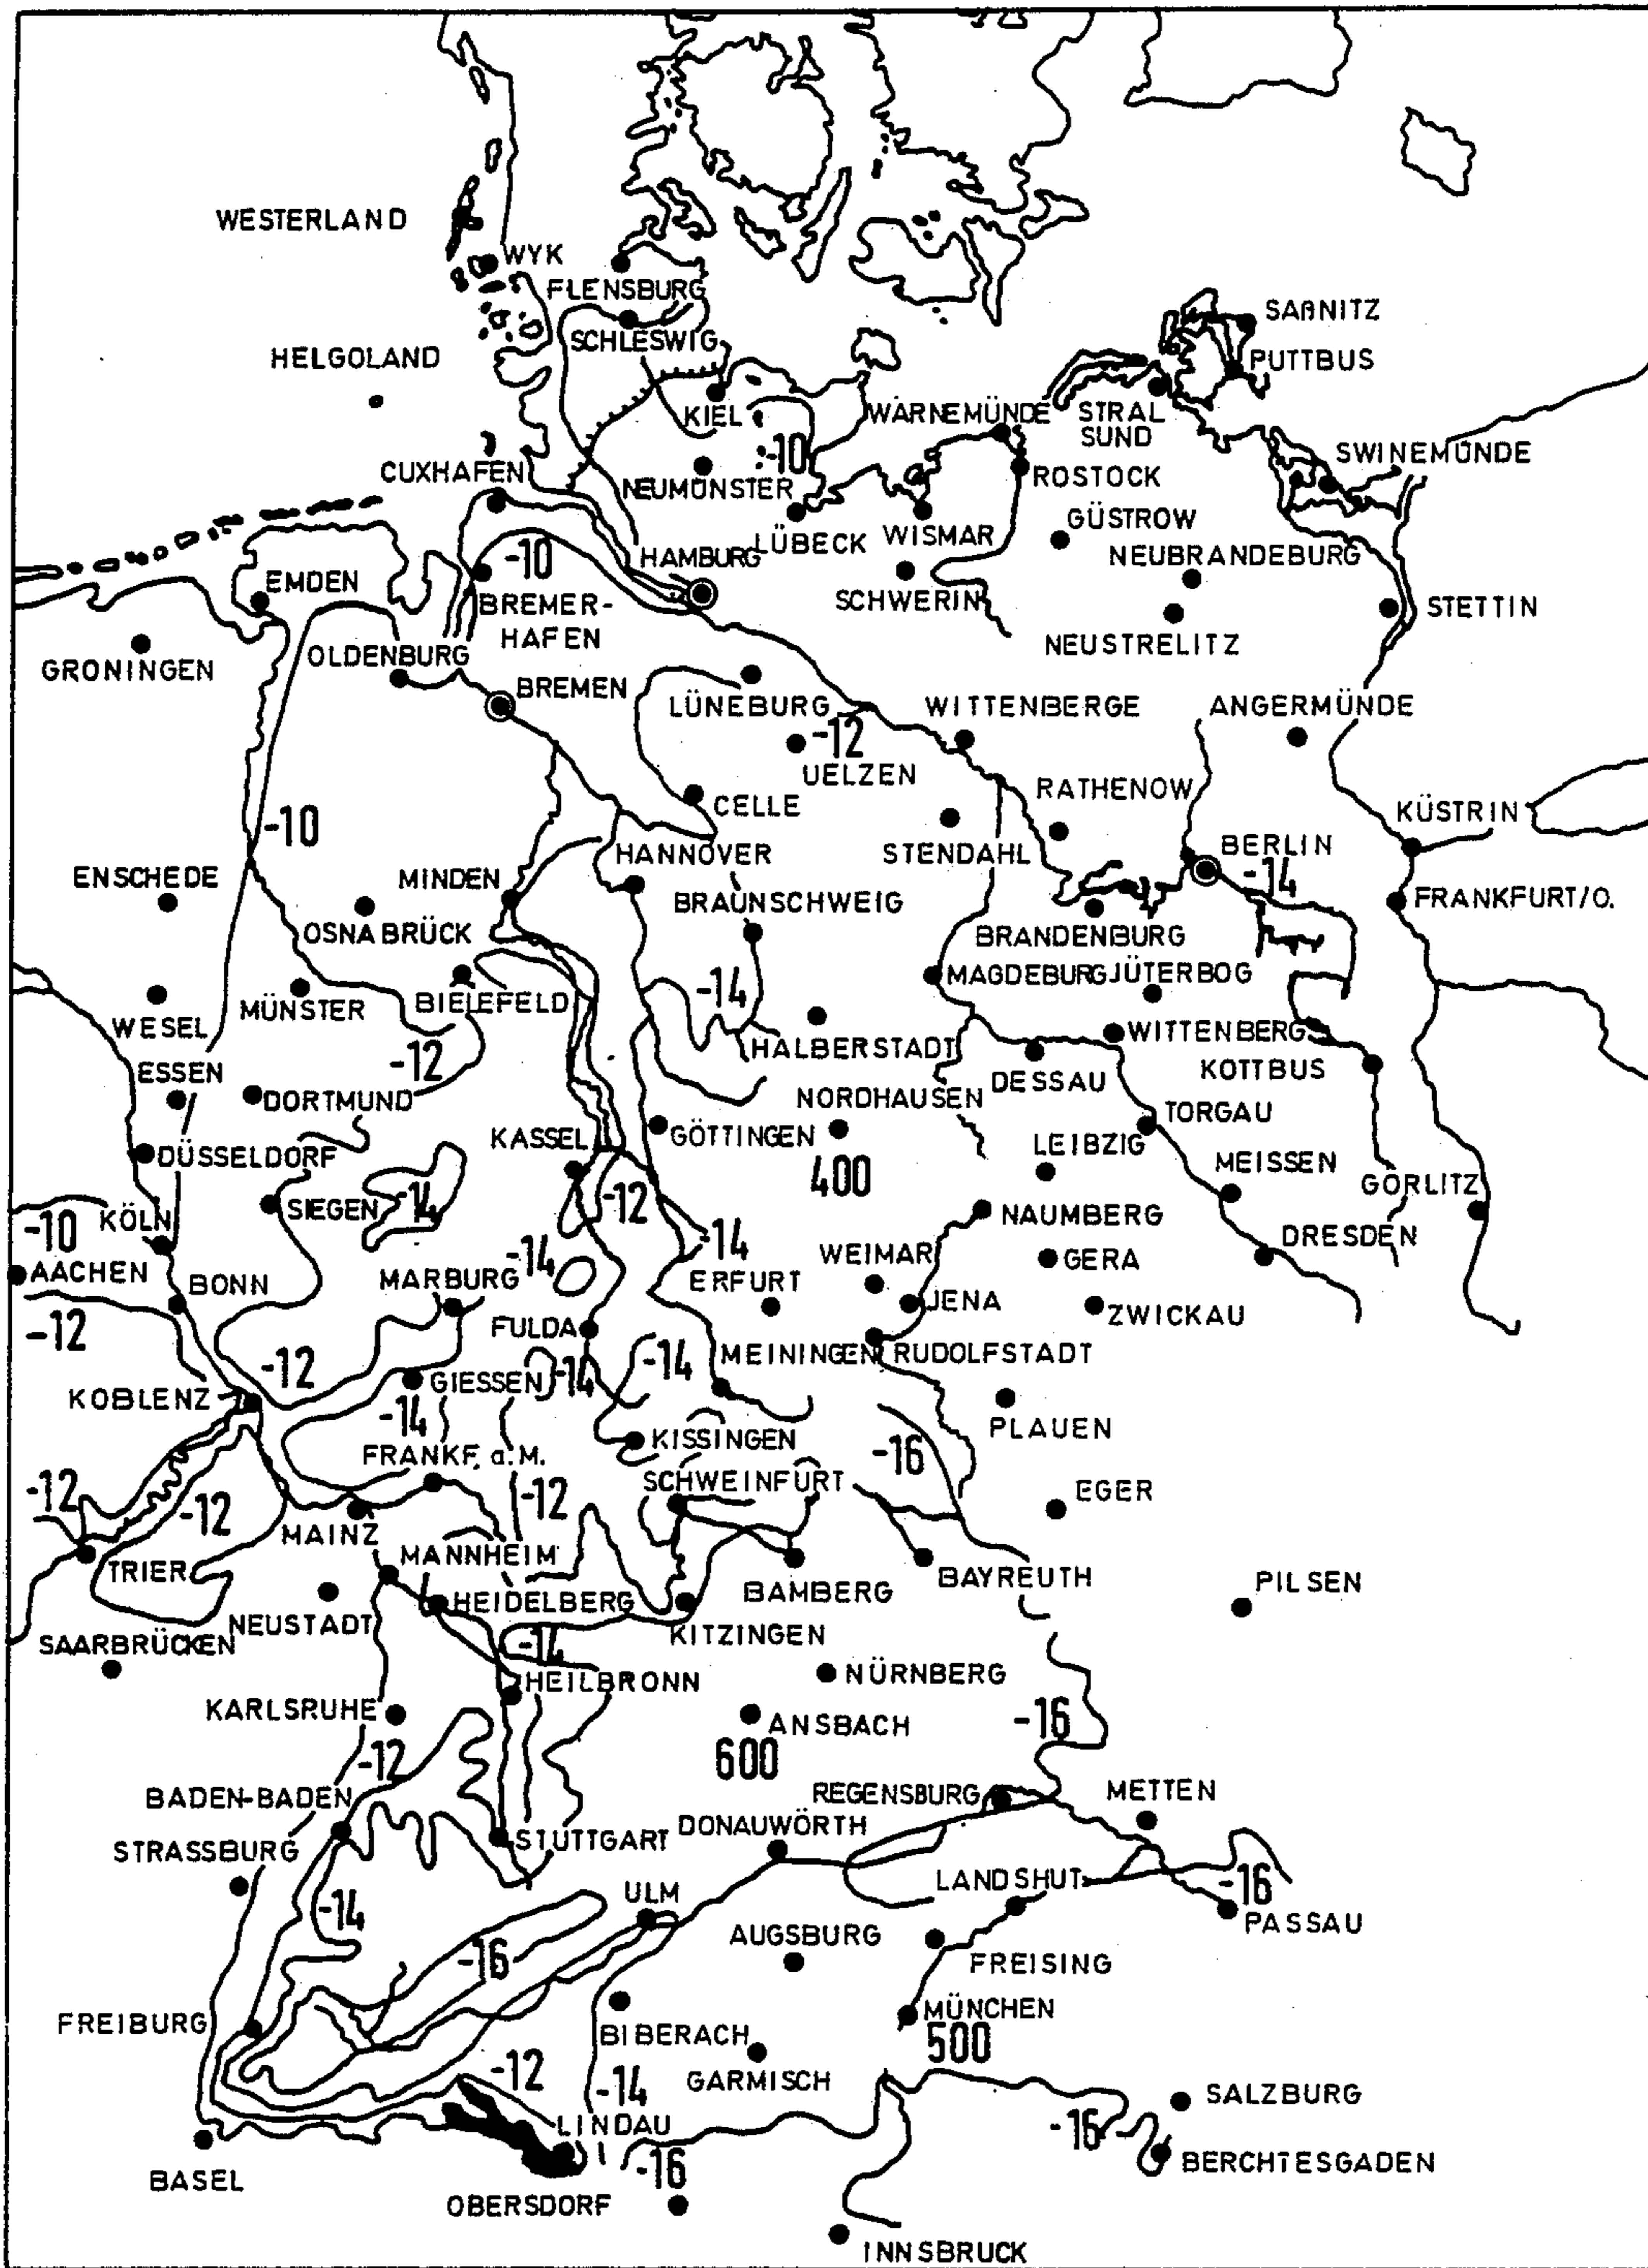 WESTERLAND
WYK
FLENSBURG
SAßNITZ
SCHLESWIG
HELGOLAND
PUTTBUS
KIEL
WARNEMÜNDE
STRAL
SUND
-10
SWINEMÜNDE
CUXHAFEN
NEUMÜNSTER
ROSTOCK
GÜSTROW
LÜBECK
WISMAR
HAMBURG
-10
NEUBRANDEBURG
EMDEN
SCHWERIN
BREMER-
HAFEN
STETTIN
NEUSTRELITZ
OLDENBURG
GRONINGEN
BREMEN
LÜNEBURG
WITTENBERGE
ANGERMÜNDE
-12
UELZEN
RATHENOW
CELLE
KÜSTRIN
-10
HANNOVER
STENDAHL
BERLIN
-14
ENSCHEDE
MINDEN
BRAUNSCHWEIG
FRANKFURT/O.
OSNABRÜCK
BRANDENBURG
MAGDEBURG
JÜTERBOG
-14
BIELEFELD
MÜNSTER
WESEL
WITTENBERG
HALBERSTADT
-12
ESSEN
DESSAU
KOTTBUS
DORTMUND
NORDHAUSEN
TORGAU
KASSEL
GÖTTINGEN
LEIBZIG
DÜSSELDORF
MEISSEN
400
GÖRLITZ
SIEGEN
-14
-12
NAUMBERG
-10
KÖLN
DRESDEN
-14
WEIMAR
GERA
AACHEN
BONN
MARBURG
-14
ERFURT
JENA
ZWICKAU
-12
FULDA
MEININGEN
RUDOLFSTADT
-14
-12
KOBLENZ
GIESSEN
-14
-14
PLAUEN
KISSINGEN
FRANKF. a.M.
-16
SCHWEINFURT
-12
-12
-12
EGER
MAINZ
MANNHEIM
TRIER
BAYREUTH
BAMBERG
PILSEN
HEIDELBERG
NEUSTADT
KITZINGEN
SAARBRÜCKEN
-14
NÜRNBERG
HEILBRONN
KARLSRUHE
ANSBACH
-16
-12
600
BADEN-BADEN
REGENSBURG
METTEN
STUTTGART
DONAUWÖRTH
STRASSBURG
LANDSHUT
-16
ULM
-14
PASSAU
AUGSBURG
-16
FREISING
FREIBURG
MÜNCHEN
BIBERACH
500
-12
-14
GARMISCH
SALZBURG
LINDAU
-16
-16
BERCHTESGADEN
BASEL
OBERSDORF
INNSBRUCK